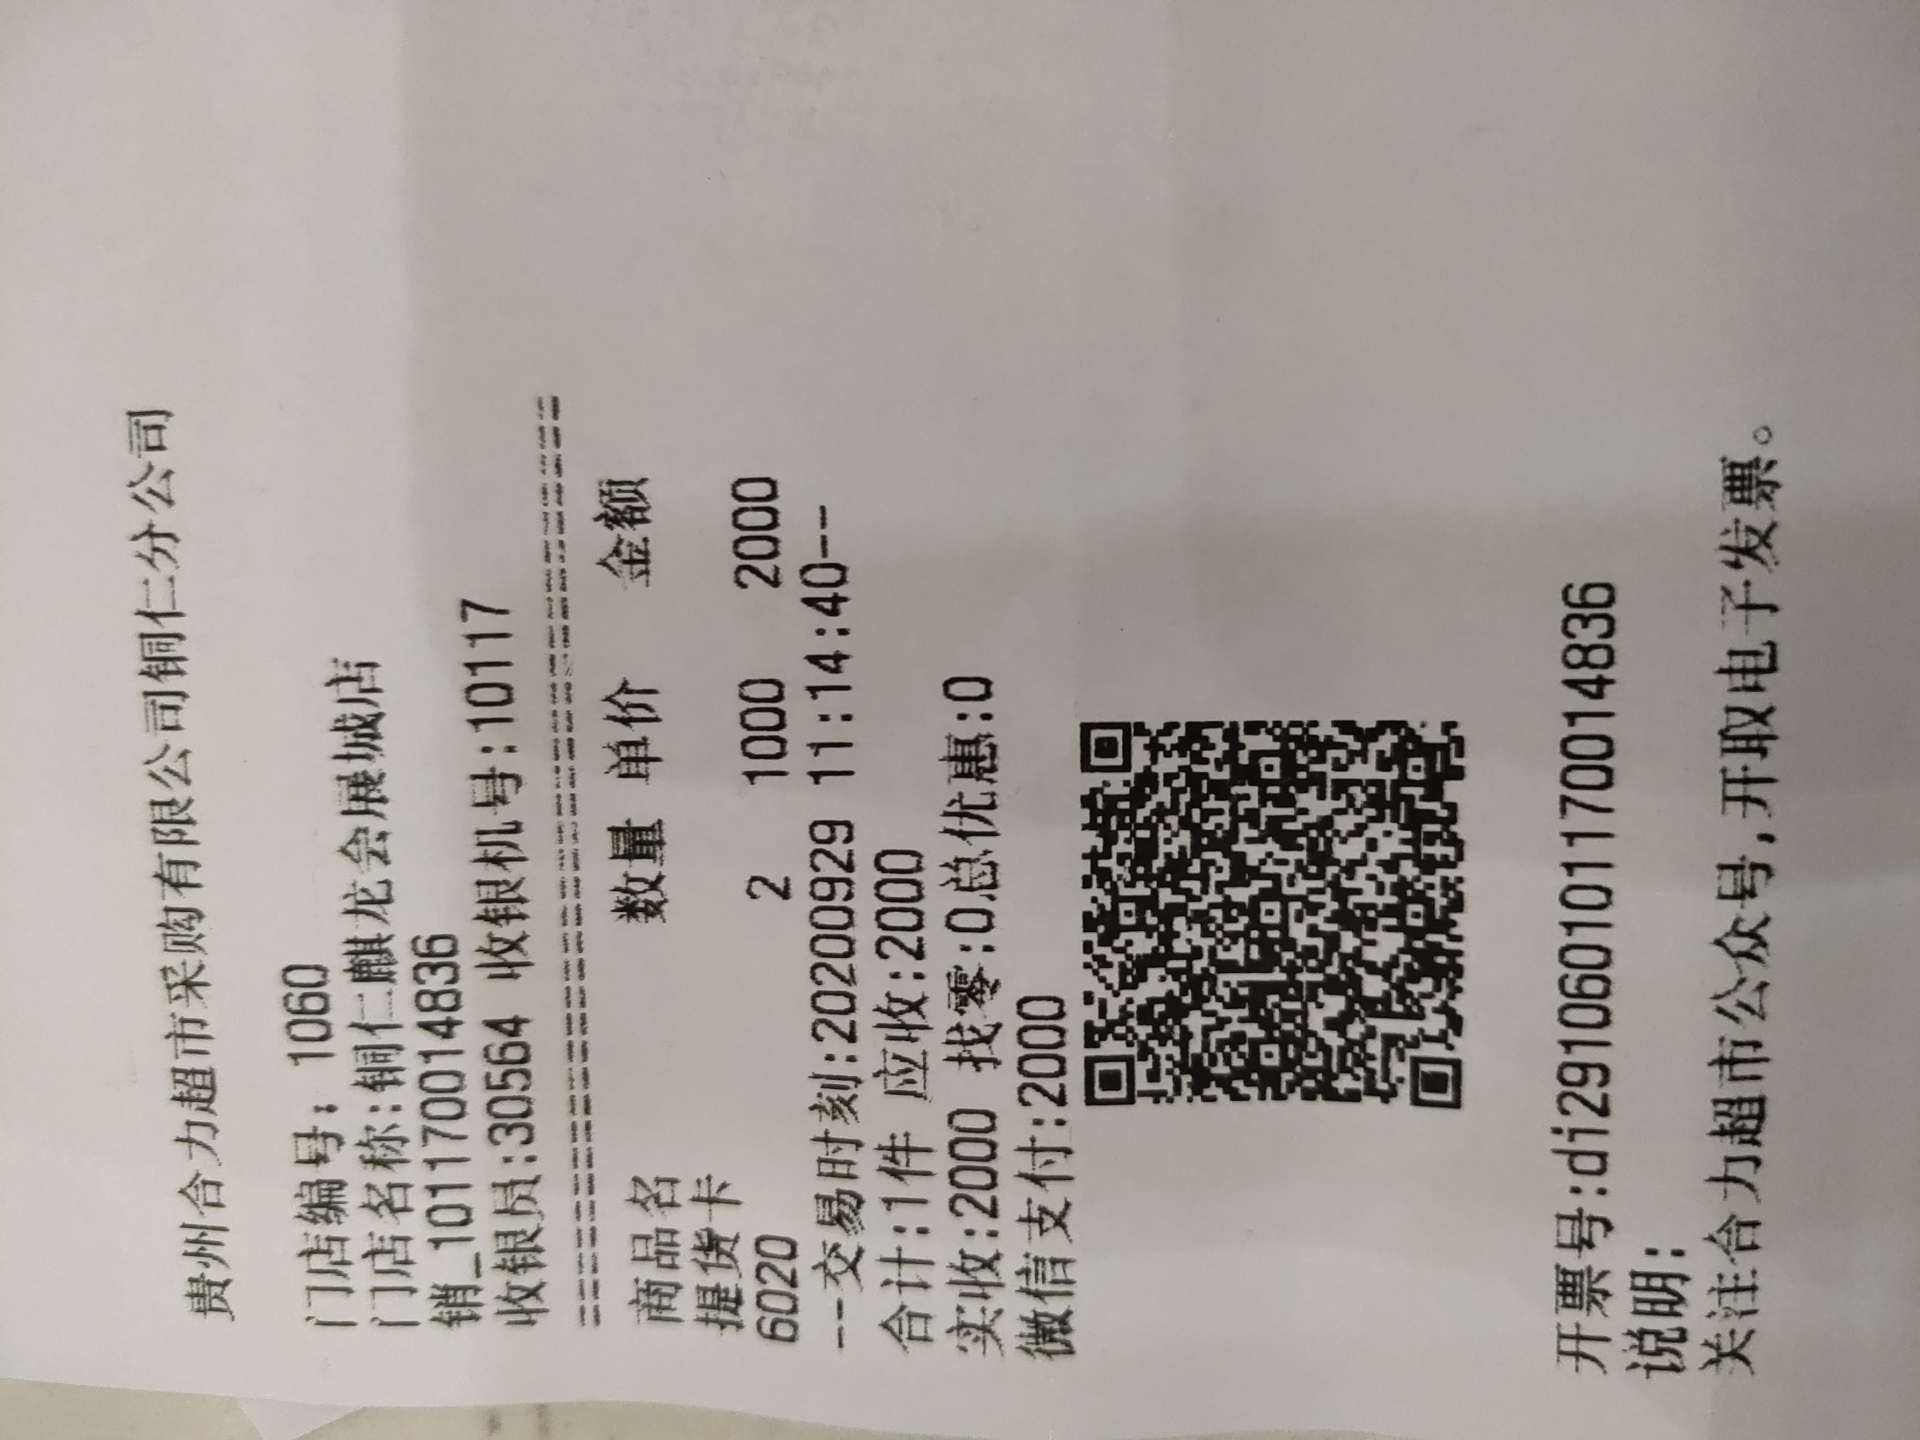 贵州合力超市采购有限公司铜仁分公司
门店编号: 1060
门店名称:铜仁麒龙会展城店
销_101170014836
收银员:30564 收银机号:10117
================================
商品名 数量 单价 金额
提货卡
6020 2 1000 2000
--交易时刻:20200929 11:14:40--
合计:1件 应收:2000
实收:2000 找零:0总优惠:0
微信支付:2000
开票号:di29106010117001 4836
说明:
关注合力超市公众号,开取电子发票。